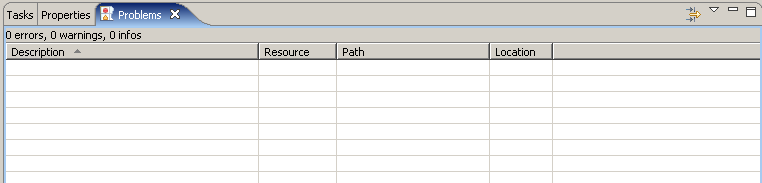 Tasks Properties Problems
0 errors, 0 warnings, 0 infos
Description Resource Path Location